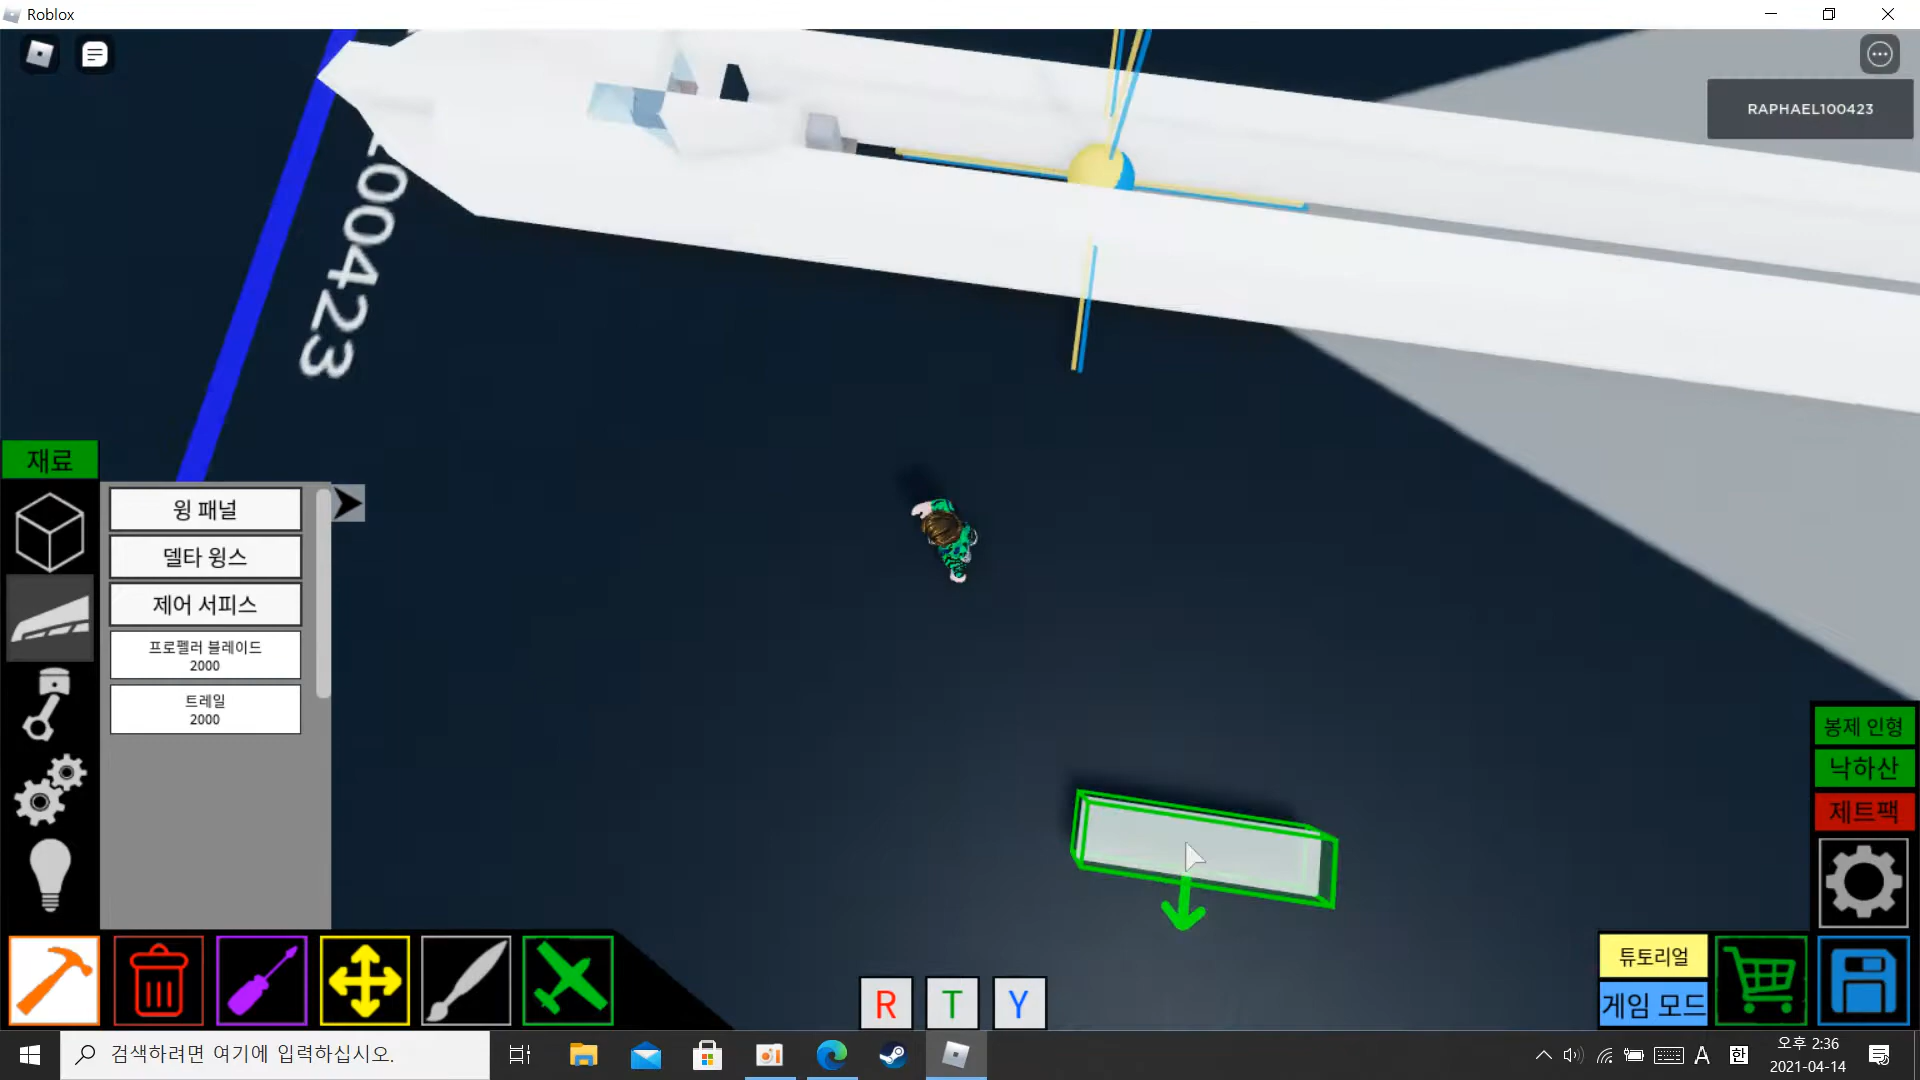 Roblox
RAPHAEL100423
200423
재료
윙 패널
델타 윙스
제어 서피스
프로펠러 블레이드
2000
트레일
2000
봉제 인형
낙하산
제트팩
튜토리얼
게임 모드
R T Y
검색하려면 여기에 입력하십시오.
A 한
오후 2:36
2021-04-14